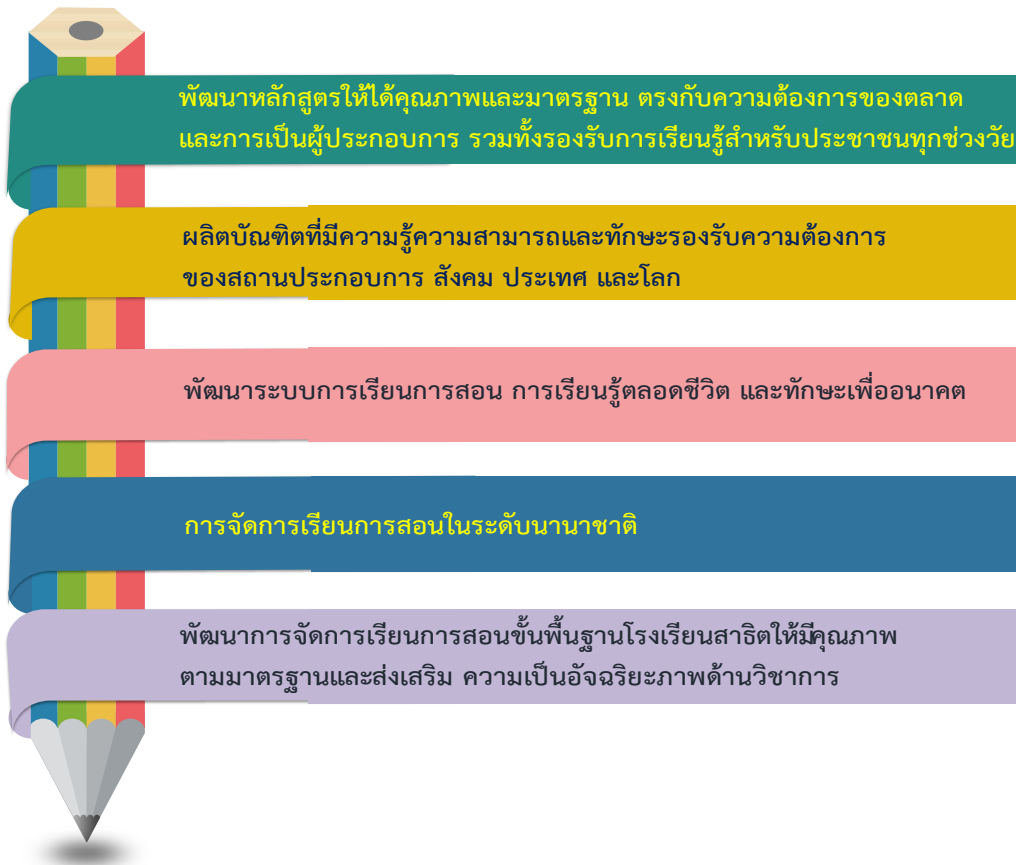 พัฒนาหลักสูตรให้ได้คุณภาพและมาตรฐาน ตรงกับความต้องการของตลาด
และการเป็นผู้ประกอบการ รวมทั้งรองรับการเรียนรู้สำหรับประชาชนทุกช่วงวัย
ผลิตบัณฑิตที่มีความรู้ความสามารถและทักษะรองรับความต้องการ
ของสถานประกอบการ สังคม ประเทศ และโลก
พัฒนาระบบการเรียนการสอน การเรียนรู้ตลอดชีวิต และทักษะเพื่ออนาคต
การจัดการเรียนการสอนในระดับนานาชาติ
พัฒนาการจัดการเรียนการสอนขั้นพื้นฐานโรงเรียนสาธิตให้มีคุณภาพ
ตามมาตรฐานและส่งเสริม ความเป็นอัจฉริยะภาพด้านวิชาการ